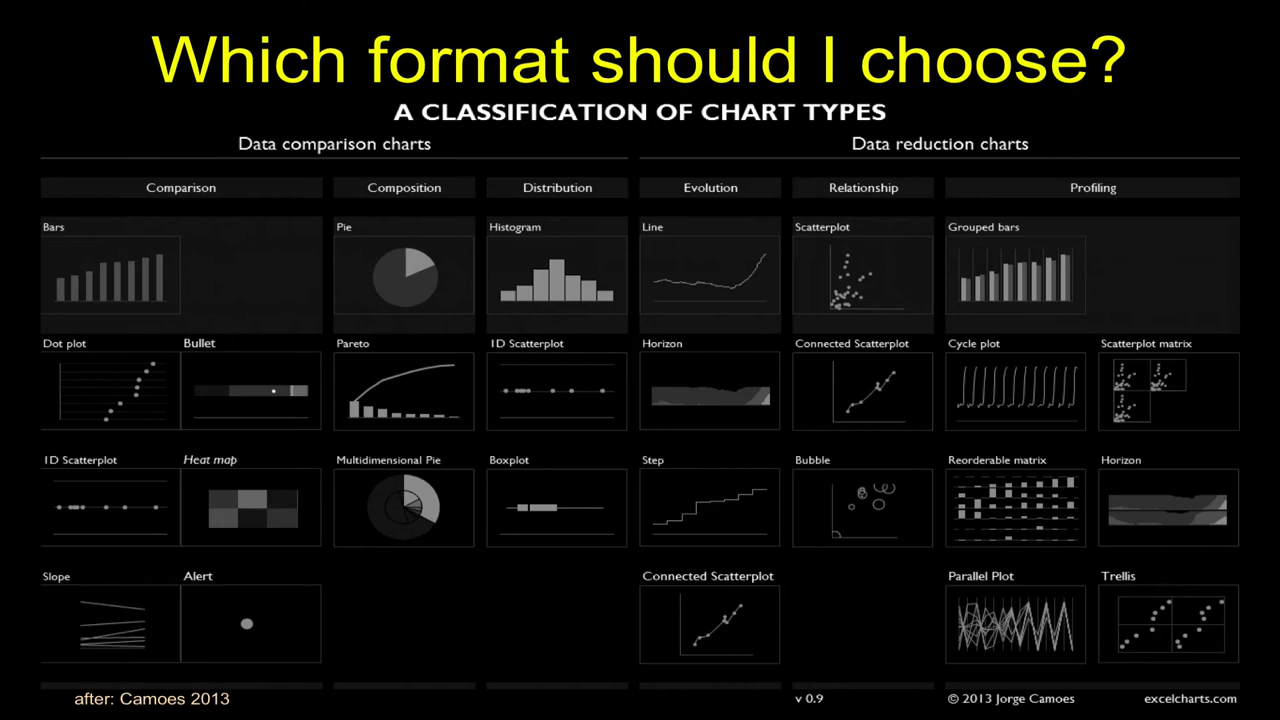 Which format should I choose?
A CLASSIFICATION OF CHART TYPES
Data comparison charts
Data reduction charts
Comparison
Composition
Distribution
Evolution
Relationship
Profiling
Bars
Pie
Histogram
Line
Scatterplot
Grouped bars
Dot plot
Bullet
Pareto
1D Scatterplot
Horizon
Connected Scatterplot
Cycle plot
Scatterplot matrix
1D Scatterplot
Heat map
Multidimensional Pie
Boxplot
Step
Bubble
Reorderable matrix
Horizon
Slope
Alert
Connected Scatterplot
Parallel Plot
Trellis
after: Camoes 2013
v 0.9
© 2013 Jorge Camoes
excelcharts.com